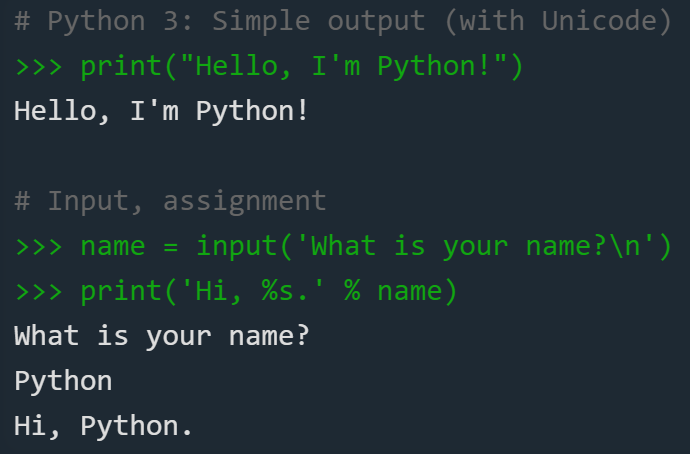 # Python 3: Simple output (with Unicode)
>>> print("Hello, I'm Python!")
Hello, I'm Python!
# Input, assignment
>>> name = input('What is your name?\n')
>>> print('Hi, %s.' % name)
What is your name?
Python
Hi, Python.